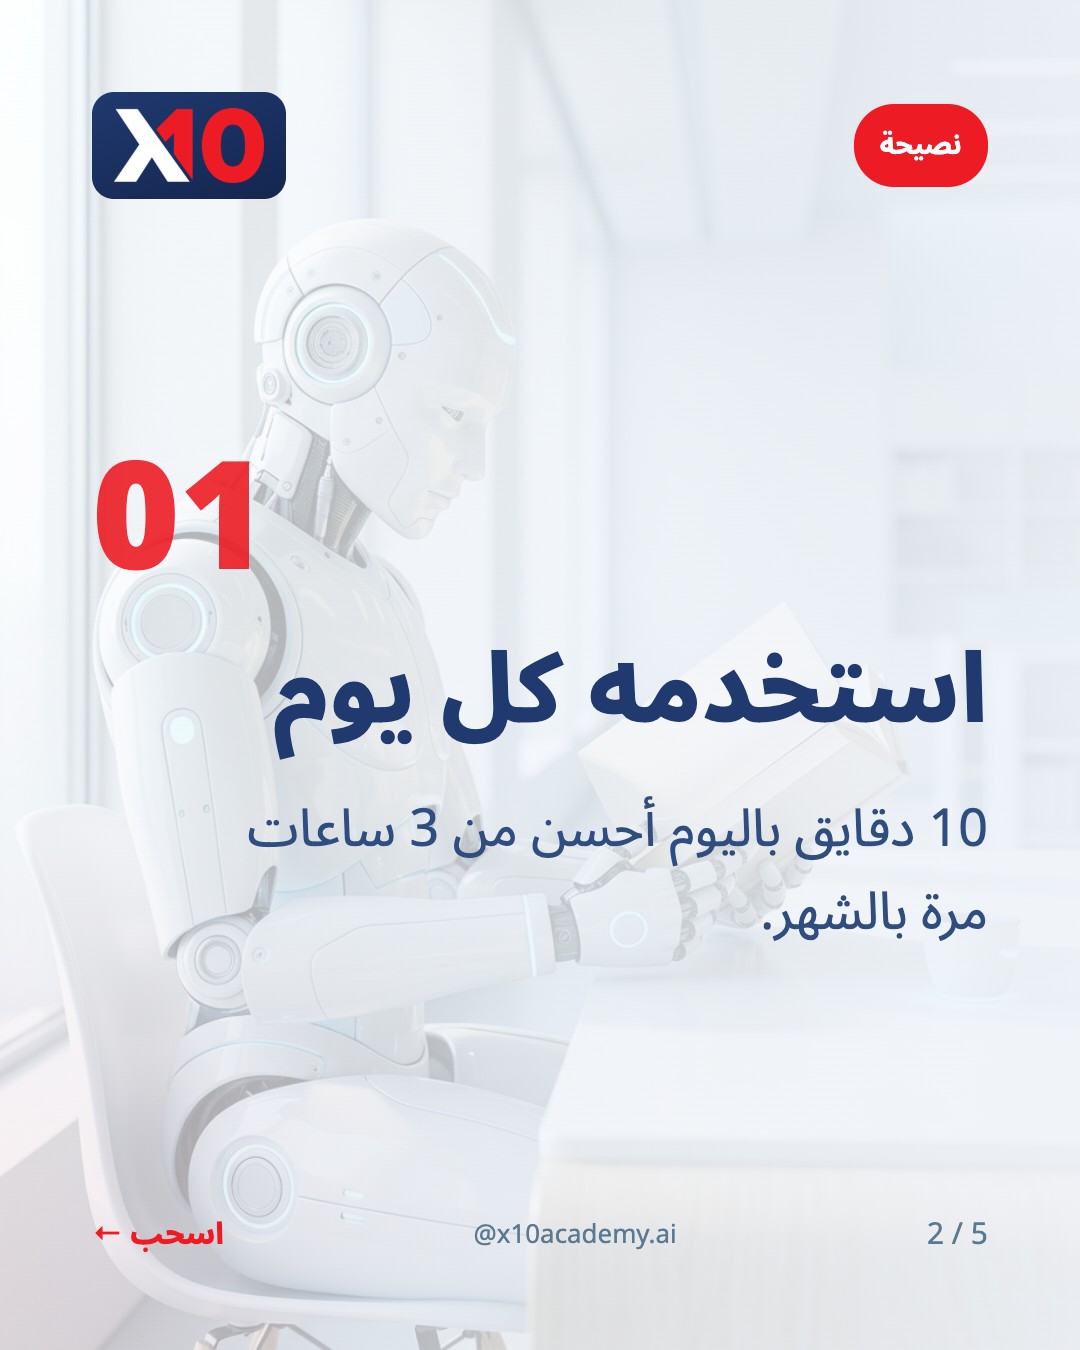 X10
نصيحة
01
استخدمه كل يوم
10 دقايق باليوم أحسن من 3 ساعات
مرة بالشهر.
2 / 5
@x10academy.ai
اسحب ←